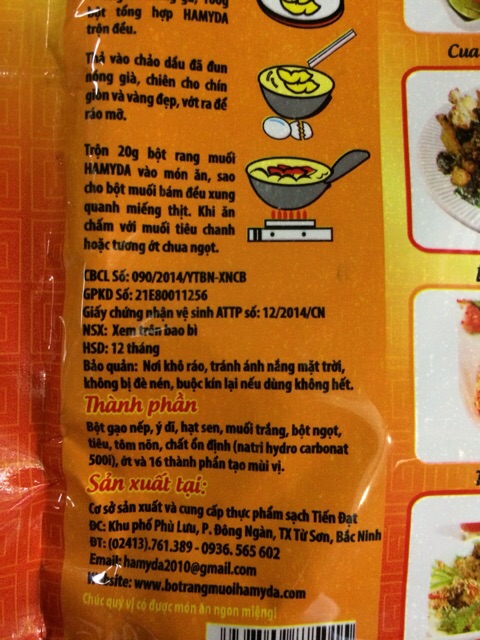 bột tổng hợp HAMYDA
trộn đều.
Thả vào chảo dầu đã đun
nóng già, chiên cho chín
giòn và vàng đẹp, vớt ra để
ráo mỡ.
Trộn 20g bột rang muối
HAMYDA vào món ăn, sao
cho bột muối bám đều xung
quanh miếng thịt. Khi ăn
chấm với muối tiêu chanh
hoặc tương ớt chua ngọt.
CBCL Số: 090/2014/YTBN-XNCB
GPKD Số: 21E80011256
Giấy chứng nhận vệ sinh ATTP số: 12/2014/CN
NSX: Xem trên bao bì
HSD: 12 tháng
Bảo quản: Nơi khô ráo, tránh ánh nắng mặt trời,
không bị đè nén, buộc kín lại nếu dùng không hết.
Thành phần
Bột gạo nếp, ý dĩ, hạt sen, muối trắng, bột ngọt,
tiêu, tôm nõn, chất ổn định (natri hydro carbonat
500i), ớt và 16 thành phần tạo mùi vị.
Sản xuất tại:
Cơ sở sản xuất và cung cấp thực phẩm sạch Tiến Đạt
ĐC: Khu phố Phù Lưu, P. Đông Ngàn, TX Từ Sơn, Bắc Ninh
ĐT: (02413).761.389 - 0936. 565 602
Email: hamyda2010@gmail.com
Website: www.botrangmuoihamyda.com
Chúc quý vị có được món ăn ngon miệng!
Cua